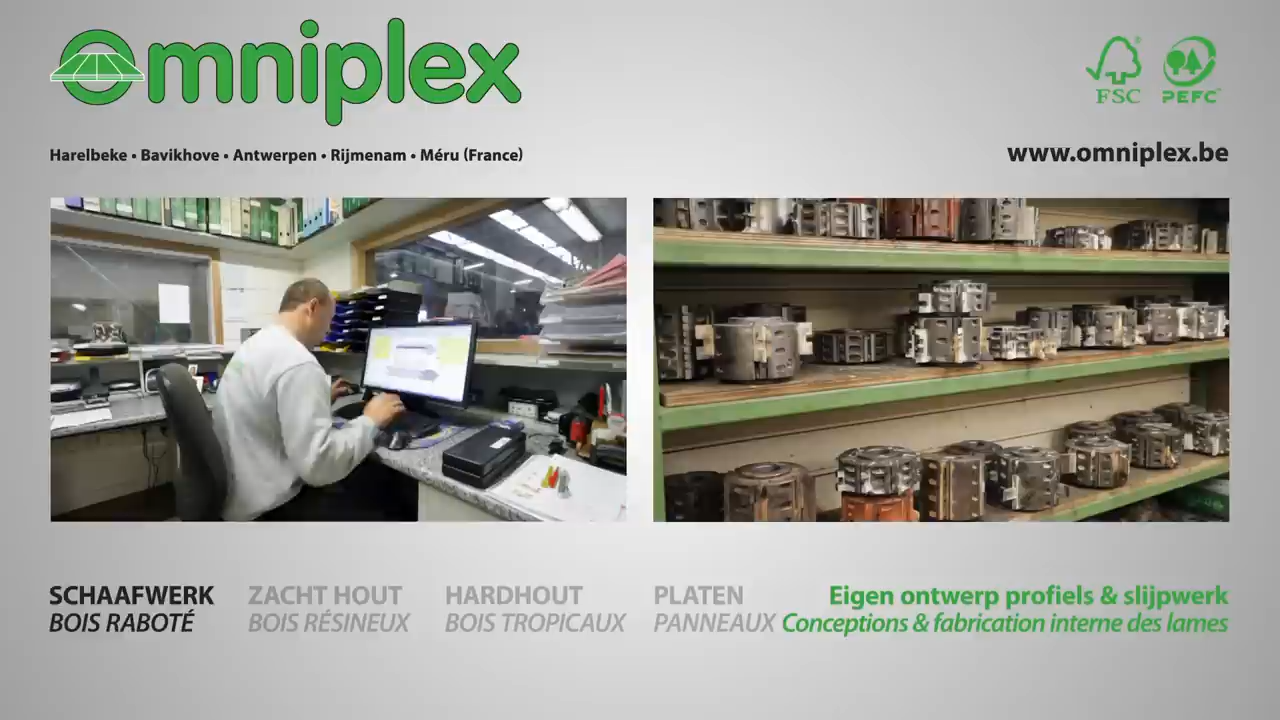 Omniplex
FSC
PEFC
Harelbeke • Bavikhove • Antwerpen • Rijmenam • Méru (France)
www.omniplex.be
SCHAAFWERK
BOIS RABOTÉ
ZACHT HOUT
BOIS RÉSINEUX
HARDHOUT
BOIS TROPICAUX
PLATEN
PANNEAUX
Eigen ontwerp profiels & slijpwerk
Conceptions & fabrication interne des lames